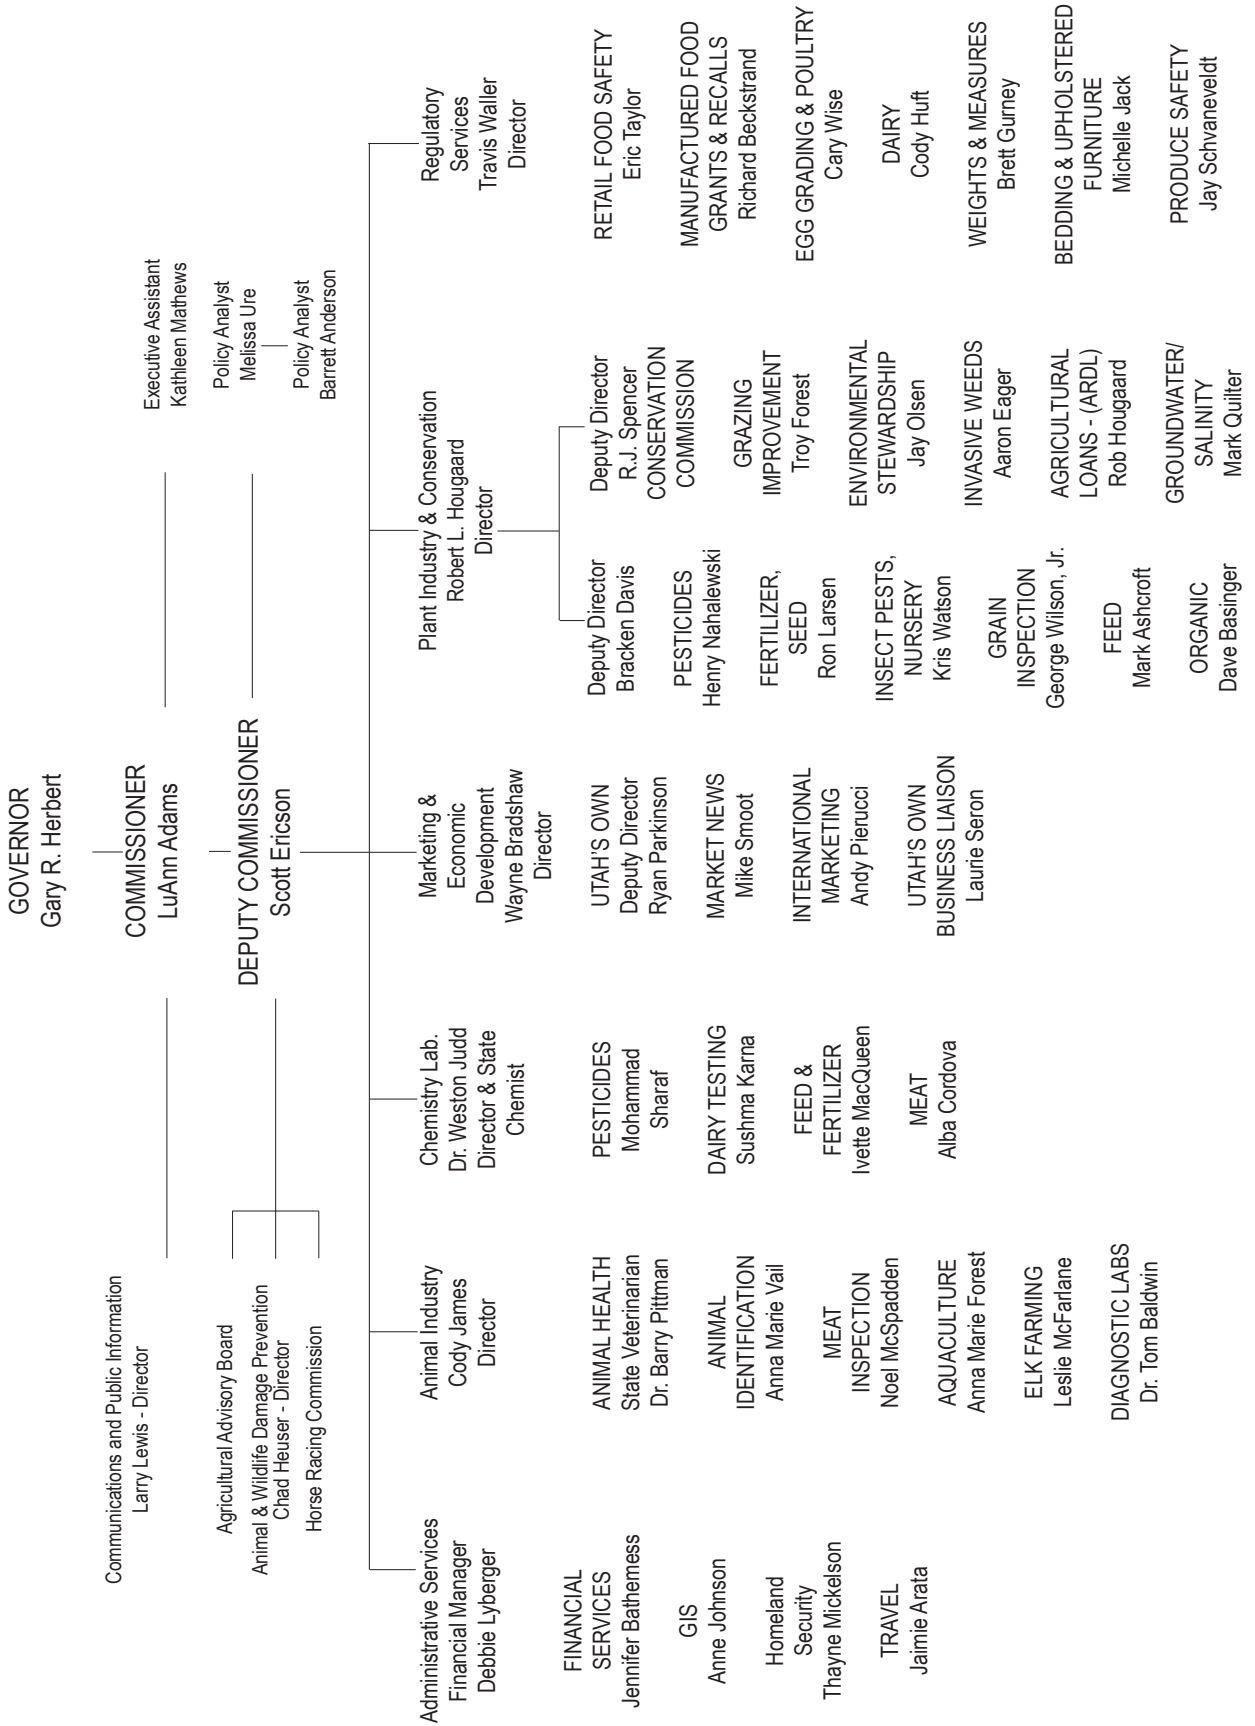 GOVERNOR
Gary R. Herbert
COMMISSIONER
LuAnn Adams
DEPUTY COMMISSIONER
Scott Ericson
Communications and Public Information
Larry Lewis - Director
Agricultural Advisory Board
Animal & Wildlife Damage Prevention
Chad Heuser - Director
Horse Racing Commission
Executive Assistant
Kathleen Mathews
Policy Analyst
Melissa Ure
Policy Analyst
Barrett Anderson
Administrative Services
Financial Manager
Debbie Lyberger
FINANCIAL
SERVICES
Jennifer Bathemess
GIS
Anne Johnson
Homeland
Security
Thayne Mickelson
TRAVEL
Jaimie Arata
Animal Industry
Cody James
Director
ANIMAL HEALTH
State Veterinarian
Dr. Barry Pittman
ANIMAL
IDENTIFICATION
Anna Marie Vail
MEAT
INSPECTION
Noel McSpadden
AQUACULTURE
Anna Marie Forest
ELK FARMING
Leslie McFarlane
DIAGNOSTIC LABS
Dr. Tom Baldwin
Chemistry Lab.
Dr. Weston Judd
Director & State
Chemist
PESTICIDES
Mohammad
Sharaf
DAIRY TESTING
Sushma Karna
FEED &
FERTILIZER
Ivette MacQueen
MEAT
Alba Cordova
Marketing &
Economic
Development
Wayne Bradshaw
Director
UTAH'S OWN
Deputy Director
Ryan Parkinson
MARKET NEWS
Mike Smoot
INTERNATIONAL
MARKETING
Andy Pierucci
UTAH'S OWN
BUSINESS LIAISON
Laurie Seron
Plant Industry & Conservation
Robert L. Hougaard
Director
Deputy Director
Bracken Davis
PESTICIDES
Henry Nahalewski
FERTILIZER,
SEED
Ron Larsen
INSECT PESTS,
NURSERY
Kris Watson
GRAIN
INSPECTION
George Wilson, Jr.
FEED
Mark Ashcroft
ORGANIC
Dave Basinger
Deputy Director
R.J. Spencer
CONSERVATION
COMMISSION
GRAZING
IMPROVEMENT
Troy Forest
ENVIRONMENTAL
STEWARDSHIP
Jay Olsen
INVASIVE WEEDS
Aaron Eager
AGRICULTURAL
LOANS - (ARDL)
Rob Hougaard
GROUNDWATER/
SALINITY
Mark Quilter
Regulatory
Services
Travis Waller
Director
RETAIL FOOD SAFETY
Eric Taylor
MANUFACTURED FOOD
GRANTS & RECALLS
Richard Beckstrand
EGG GRADING & POULTRY
Cary Wise
DAIRY
Cody Huft
WEIGHTS & MEASURES
Brett Gurney
BEDDING & UPHOLSTERED
FURNITURE
Michelle Jack
PRODUCE SAFETY
Jay Schvaneveldt